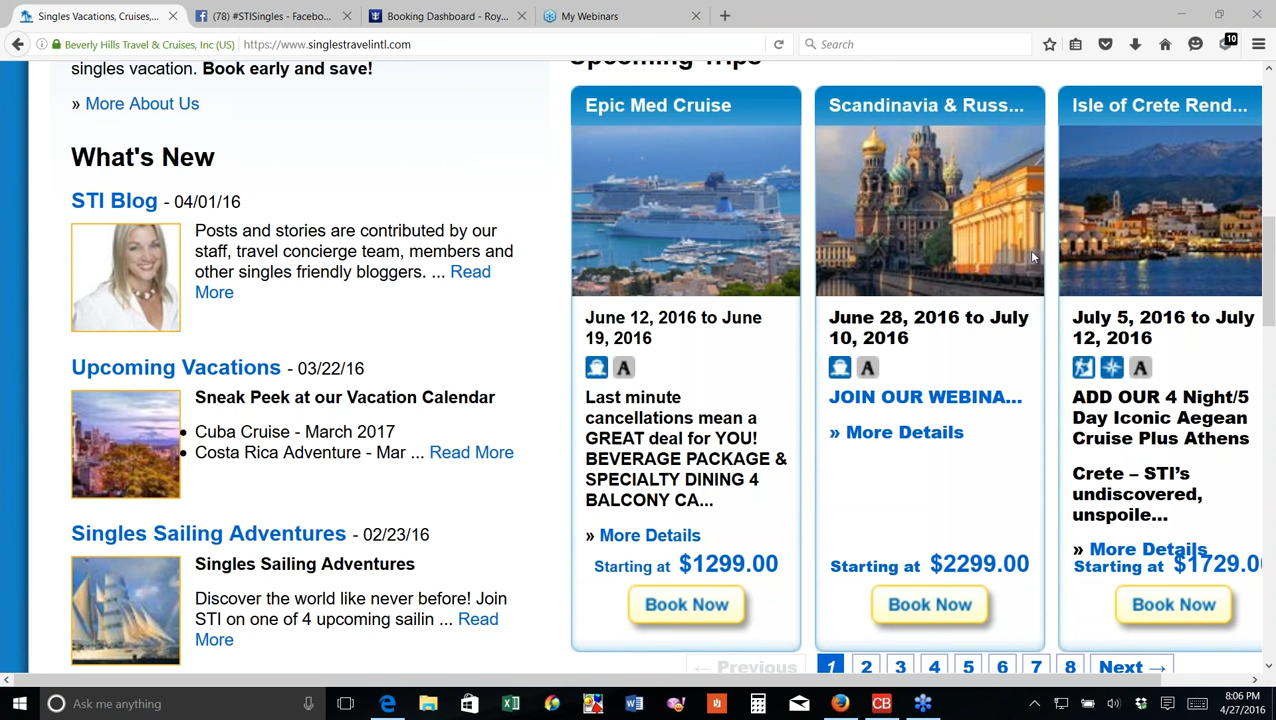 Singles Vacations, Cruises,...
(78) #STISingles - Faceboo...
Booking Dashboard - Roy...
My Webinars
Beverly Hills Travel & Cruises, Inc (US)
https://www.singlestravelintl.com
Search
10
singles vacation. Book early and save!
» More About Us
What's New
STI Blog - 04/01/16
Posts and stories are contributed by our
staff, travel concierge team, members and
other singles friendly bloggers. ... Read
More
Upcoming Vacations - 03/22/16
Sneak Peek at our Vacation Calendar
Cuba Cruise - March 2017
Costa Rica Adventure - Mar ... Read More
Singles Sailing Adventures - 02/23/16
Singles Sailing Adventures
Discover the world like never before! Join
STI on one of 4 upcoming sailin ... Read
More
Upcoming Trips
Epic Med Cruise
June 12, 2016 to June
19, 2016
A
Last minute
cancellations mean a
GREAT deal for YOU!
BEVERAGE PACKAGE &
SPECIALTY DINING 4
BALCONY CA...
» More Details
Starting at $1299.00
Book Now
Scandinavia & Russ...
June 28, 2016 to July
10, 2016
A
JOIN OUR WEBINA...
» More Details
Starting at $2299.00
Book Now
Isle of Crete Rend...
July 5, 2016 to July
12, 2016
A
ADD OUR 4 Night/5
Day Iconic Aegean
Cruise Plus Athens
Crete – STI's
undiscovered,
unspoile...
» More Details
Starting at $1729.00
Book Now
← Previous 1 2 3 4 5 6 7 8 Next →
Ask me anything
CB
8:06 PM
4/27/2016